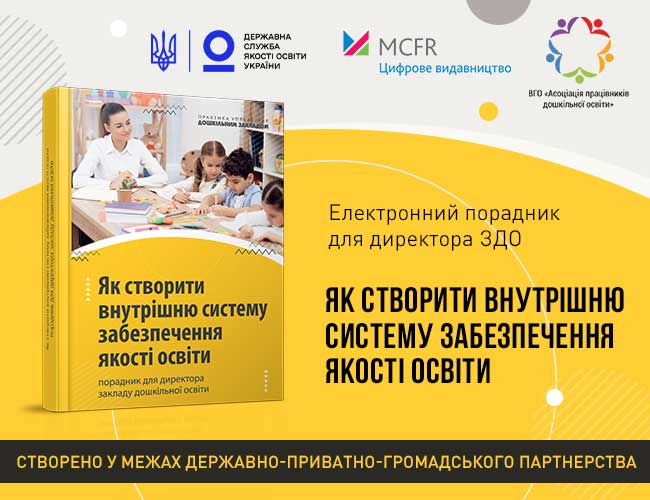 ДЕРЖАВНА
СЛУЖБА
ЯКОСТІ ОСВІТИ
УКРАЇНИ
MCFR
Цифрове видавництво
ВГО «Асоціація працівників
дошкільної освіти»
ПРАКТИКА УПРАВЛІННЯ
ДОШКІЛЬНИМ ЗАКЛАДОМ
Як створити
внутрішню систему
забезпечення
якості освіти
порадник для директора
закладу дошкільної освіти
Електронний порадник
для директора ЗДО
ЯК СТВОРИТИ ВНУТРІШНЮ
СИСТЕМУ ЗАБЕЗПЕЧЕННЯ
ЯКОСТІ ОСВІТИ
СТВОРЕНО У МЕЖАХ ДЕРЖАВНО-ПРИВАТНО-ГРОМАДСЬКОГО ПАРТНЕРСТВА